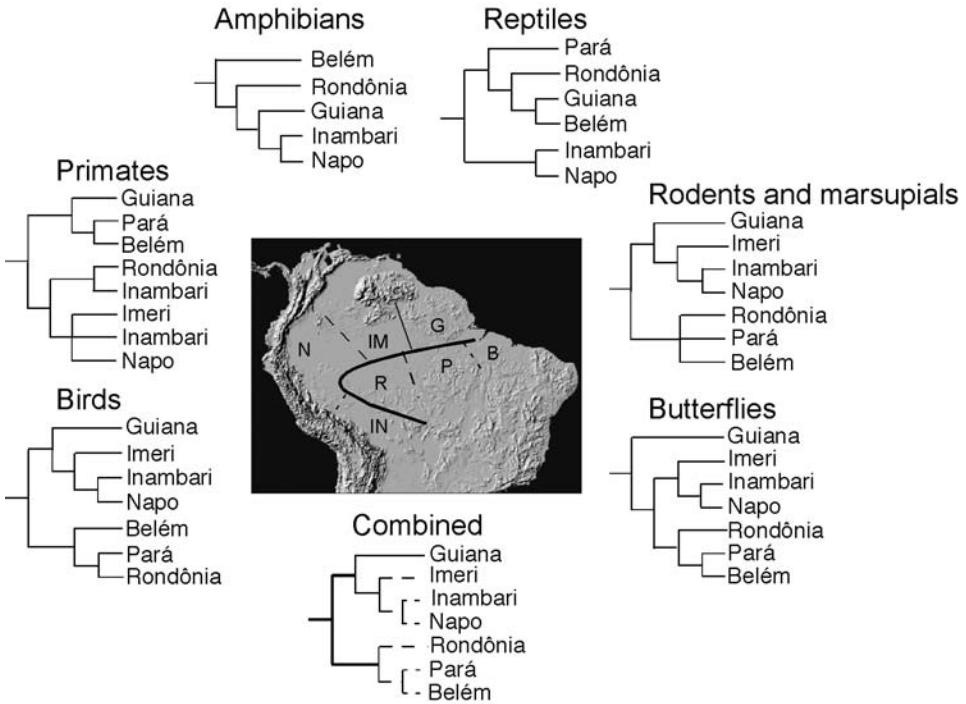 Amphibians
Belém
Rondônia
Guiana
Inambari
Napo
Reptiles
Pará
Rondônia
Guiana
Belém
Inambari
Napo
Primates
Guiana
Pará
Belém
Rondônia
Inambari
Imeri
Inambari
Napo
Rodents and marsupials
Guiana
Imeri
Inambari
Napo
Rondônia
Pará
Belém
N
IM
G
R
P
B
IN
Birds
Guiana
Imeri
Inambari
Napo
Belém
Pará
Rondônia
Butterflies
Guiana
Imeri
Inambari
Napo
Rondônia
Pará
Belém
Combined
Guiana
Imeri
Inambari
Napo
Rondônia
Pará
Belém